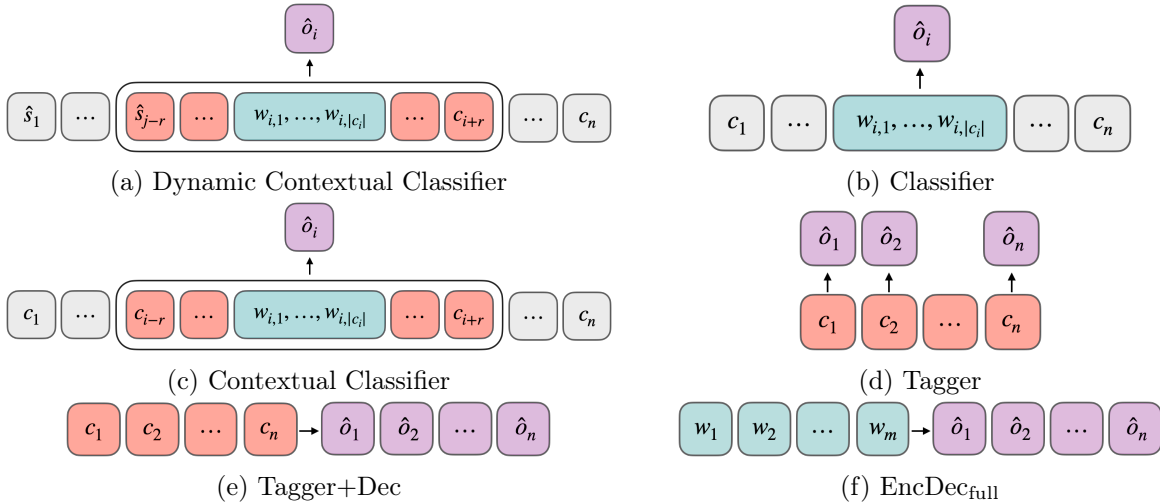 ô_i
ŝ_1 … ŝ_{j−r} … w_{i,1}, …, w_{i,|c_i|} … c_{i+r} … c_n
(a) Dynamic Contextual Classifier
ô_i
c_1 … w_{i,1}, …, w_{i,|c_i|} … c_n
(b) Classifier
ô_i
c_1 … c_{i−r} … w_{i,1}, …, w_{i,|c_i|} … c_{i+r} … c_n
(c) Contextual Classifier
ô_1 ô_2 ô_n
c_1 c_2 … c_n
(d) Tagger
c_1 c_2 … c_n → ô_1 ô_2 … ô_n
(e) Tagger+Dec
w_1 w_2 … w_m → ô_1 ô_2 … ô_n
(f) EncDec_full